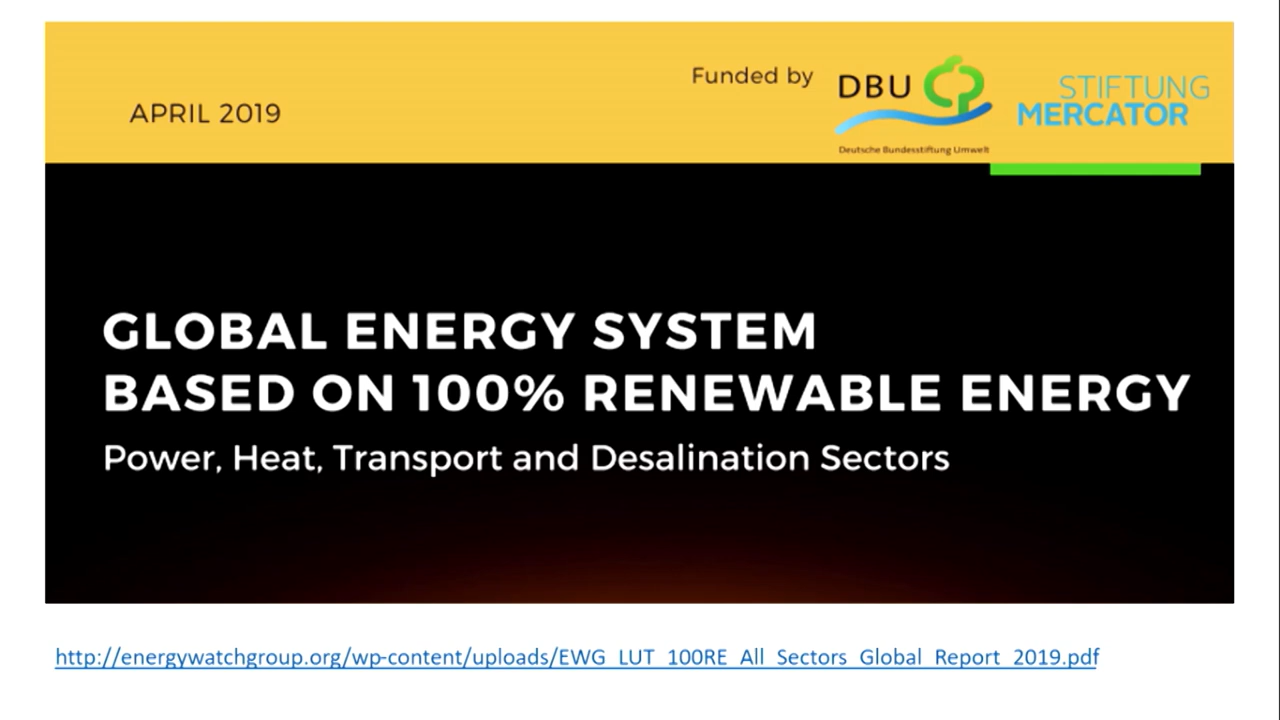 APRIL 2019
Funded by
DBU
Deutsche Bundesstiftung Umwelt
STIFTUNG
MERCATOR
GLOBAL ENERGY SYSTEM
BASED ON 100% RENEWABLE ENERGY
Power, Heat, Transport and Desalination Sectors
http://energywatchgroup.org/wp-content/uploads/EWG_LUT_100RE_All_Sectors_Global_Report_2019.pdf